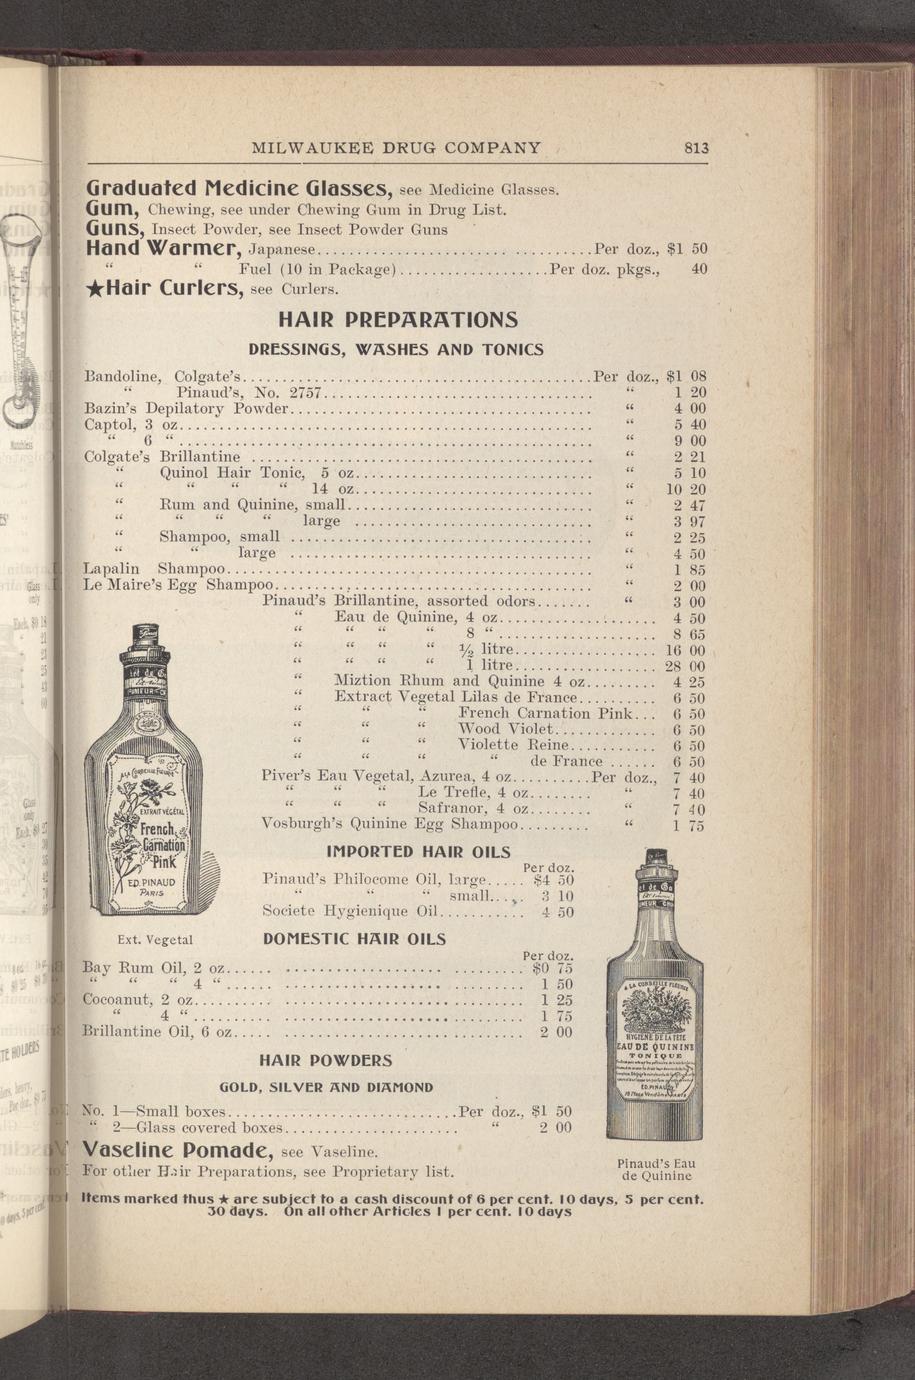 MILWAUKEE DRUG COMPANY 813
Graduated Medicine Glasses, see Medicine Glasses.
Gum, Chewing, see under Chewing Gum in Drug List.
Guns, Insect Powder, see Insect Powder Guns
Hand Warmer, Japanese.................................Per doz., $1 50
“ “ Fuel (10 in Package)...................Per doz. pkgs., 40
★Hair Curlers, see Curlers.
HAIR PREPARATIONS
DRESSINGS, WASHES AND TONICS
Bandoline, Colgate's............................................Per doz., $1 08
“ Pinaud's, No. 2757.................................. “ 1 20
Bazin's Depilatory Powder...................................... “ 4 00
Captol, 3 oz.................................................... “ 5 40
“ 6 “.................................................... “ 9 00
Colgate's Brillantine ........................................... “ 2 21
“ Quinol Hair Tonic, 5 oz.............................. “ 5 10
“ “ “ “ 14 oz.............................. “ 10 20
“ Rum and Quinine, small............................... “ 2 47
“ “ “ “ large .............................. “ 3 97
“ Shampoo, small ...................................... “ 2 25
“ “ large ...................................... “ 4 50
Lapalin Shampoo.............................................. “ 1 85
Le Maire's Egg Shampoo........................................ “ 2 00
Pinaud's Brillantine, assorted odors....... “ 3 00
“ Eau de Quinine, 4 oz.................... 4 50
“ “ “ “ 8 “.................... 8 65
“ “ “ “ ½ litre.................. 16 00
“ “ “ “ 1 litre.................. 28 00
“ Miztion Rhum and Quinine 4 oz......... 4 25
“ Extract Vegetal Lilas de France.......... 6 50
“ “ “ French Carnation Pink... 6 50
“ “ “ Wood Violet............. 6 50
“ “ “ Violette Reine........... 6 50
“ “ “ “ de France ...... 6 50
Piver's Eau Vegetal, Azurea, 4 oz..........Per doz., 7 40
“ “ “ Le Trefle, 4 oz........ “ 7 40
“ “ “ Safranor, 4 oz........ “ 7 40
Vosburgh's Quinine Egg Shampoo......... “ 1 75
EXTRAIT VÉGÉTAL
French
Carnation
Pink
ED. PINAUD
PARIS
Ext. Vegetal
IMPORTED HAIR OILS
Per doz.
Pinaud's Philocome Oil, large..... $4 50
“ “ “ small..... 3 10
Societe Hygienique Oil........... 4 50
DOMESTIC HAIR OILS
Per doz.
Bay Rum Oil, 2 oz................................... $0 75
“ “ “ 4 “................................... 1 50
Cocoanut, 2 oz....................................... 1 25
“ 4 “....................................... 1 75
Brillantine Oil, 6 oz................................ 2 00
HAIR POWDERS
GOLD, SILVER AND DIAMOND
No. 1—Small boxes.............................Per doz., $1 50
“ 2—Glass covered boxes...................... “ 2 00
Vaseline Pomade, see Vaseline.
For other Hair Preparations, see Proprietary list.
A LA CORBEILLE FLEURIE
HYGIENE DE LA TÊTE
EAU DE QUININE
TONIQUE
ED. PINAUD
Pinaud's Eau
de Quinine
Items marked thus ★ are subject to a cash discount of 6 per cent. 10 days, 5 per cent.
30 days. On all other Articles 1 per cent. 10 days